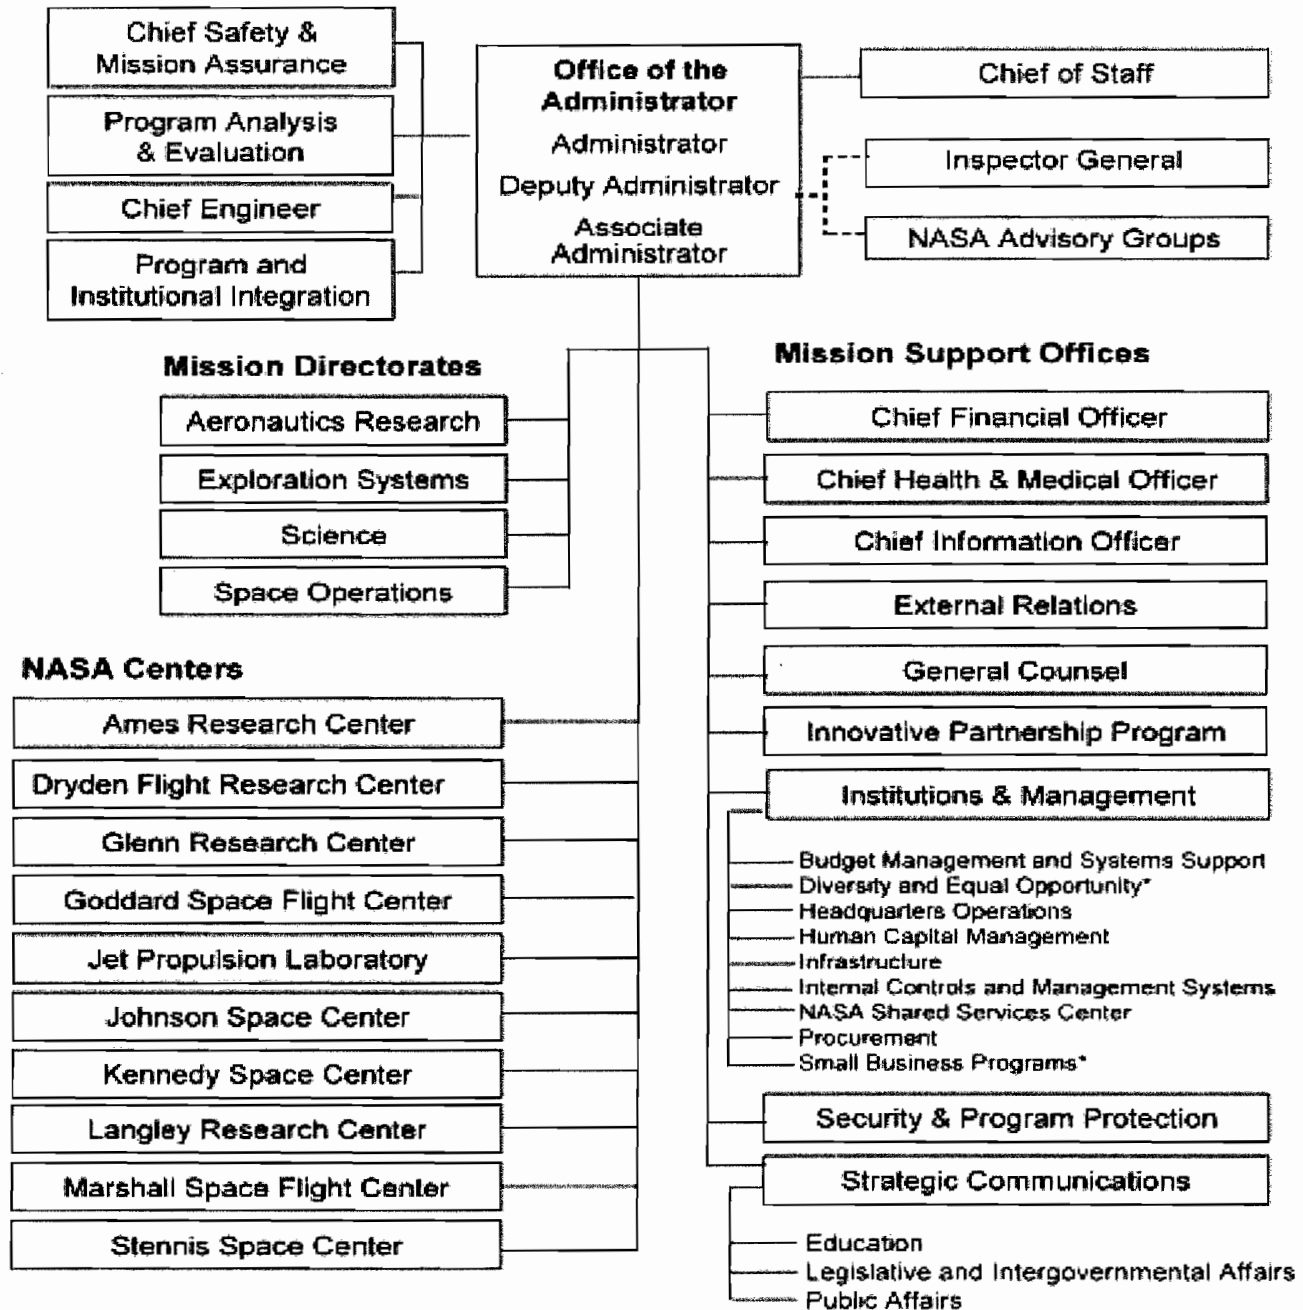 Chief Safety &
Mission Assurance
Program Analysis
& Evaluation
Chief Engineer
Program and
Institutional Integration
Office of the
Administrator
Administrator
Deputy Administrator
Associate
Administrator
Chief of Staff
Inspector General
NASA Advisory Groups
Mission Directorates
Aeronautics Research
Exploration Systems
Science
Space Operations
NASA Centers
Ames Research Center
Dryden Flight Research Center
Glenn Research Center
Goddard Space Flight Center
Jet Propulsion Laboratory
Johnson Space Center
Kennedy Space Center
Langley Research Center
Marshall Space Flight Center
Stennis Space Center
Mission Support Offices
Chief Financial Officer
Chief Health & Medical Officer
Chief Information Officer
External Relations
General Counsel
Innovative Partnership Program
Institutions & Management
Budget Management and Systems Support
Diversity and Equal Opportunity*
Headquarters Operations
Human Capital Management
Infrastructure
Internal Controls and Management Systems
NASA Shared Services Center
Procurement
Small Business Programs*
Security & Program Protection
Strategic Communications
Education
Legislative and Intergovernmental Affairs
Public Affairs